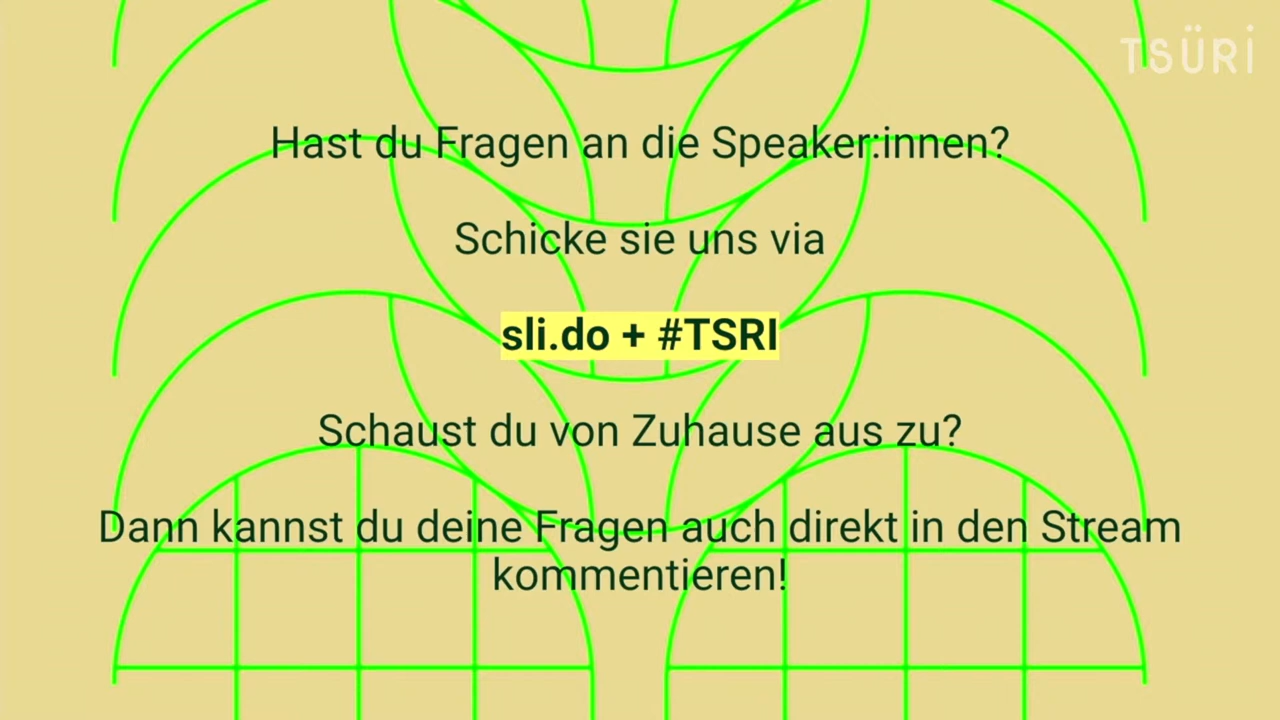 TSÜRI
Hast du Fragen an die Speaker:innen?
Schicke sie uns via
sli.do + #TSRI
Schaust du von Zuhause aus zu?
Dann kannst du deine Fragen auch direkt in den Stream
kommentieren!